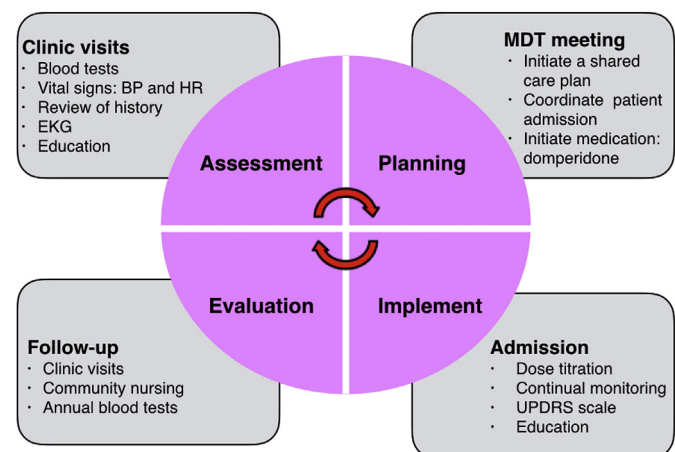 Clinic visits
· Blood tests
· Vital signs: BP and HR
· Review of history
· EKG
· Education
MDT meeting
· Initiate a shared
care plan
· Coordinate patient
admission
· Initiate medication:
domperidone
Assessment
Planning
Evaluation
Implement
Follow-up
· Clinic visits
· Community nursing
· Annual blood tests
Admission
· Dose titration
· Continual monitoring
· UPDRS scale
· Education